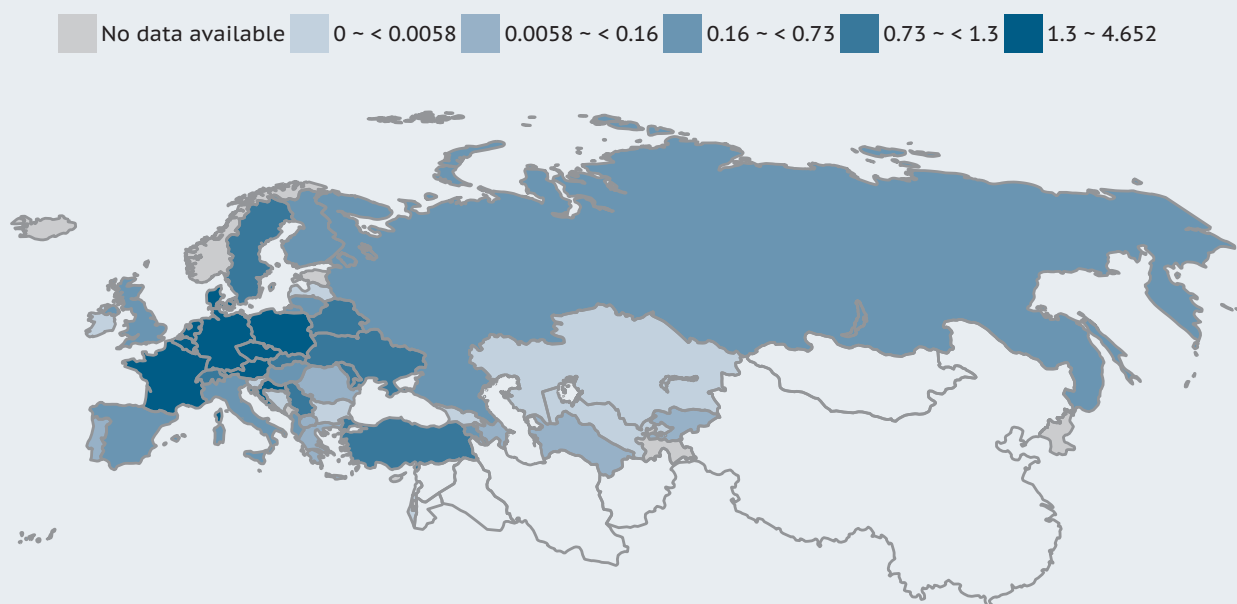 No data available 0 ~ < 0.0058 0.0058 ~ < 0.16 0.16 ~ < 0.73 0.73 ~ < 1.3 1.3 ~ 4.652